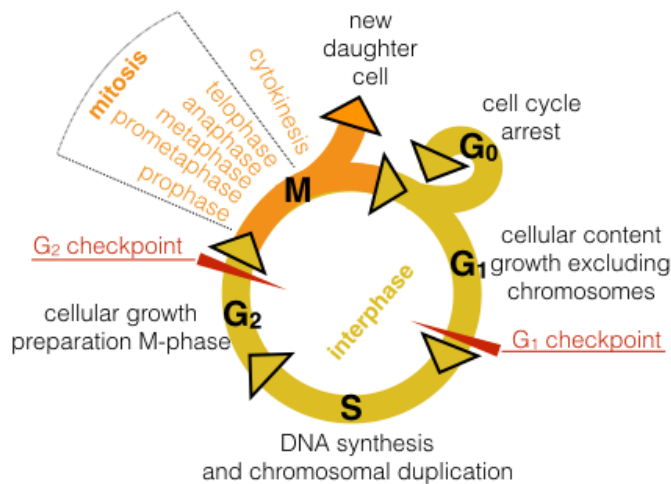 new
daughter
cell
cell cycle
arrest
G0
cytokinesis
mitosis
telophase
anaphase
metaphase
prometaphase
prophase
M
G2 checkpoint
G1
cellular content
growth excluding
chromosomes
interphase
G2
cellular growth
preparation M-phase
G1 checkpoint
S
DNA synthesis
and chromosomal duplication